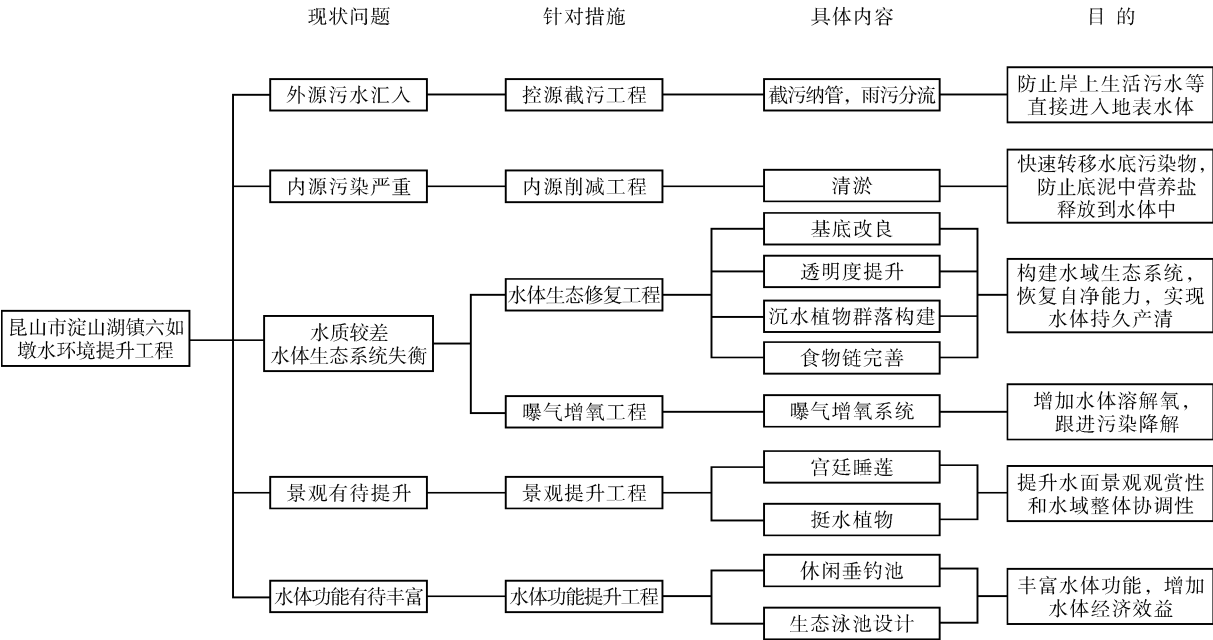 现状问题
针对措施
具体内容
目 的
昆山市淀山湖镇六如
墩水环境提升工程
外源污水汇入
控源截污工程
截污纳管，雨污分流
防止岸上生活污水等
直接进入地表水体
内源污染严重
内源削减工程
清淤
快速转移水底污染物，
防止底泥中营养盐
释放到水体中
水质较差
水体生态系统失衡
水体生态修复工程
基底改良
透明度提升
沉水植物群落构建
食物链完善
构建水域生态系统，
恢复自净能力，实现
水体持久产清
曝气增氧工程
曝气增氧系统
增加水体溶解氧，
跟进污染降解
景观有待提升
景观提升工程
宫廷睡莲
挺水植物
提升水面景观观赏性
和水域整体协调性
水体功能有待丰富
水体功能提升工程
休闲垂钓池
生态泳池设计
丰富水体功能，增加
水体经济效益